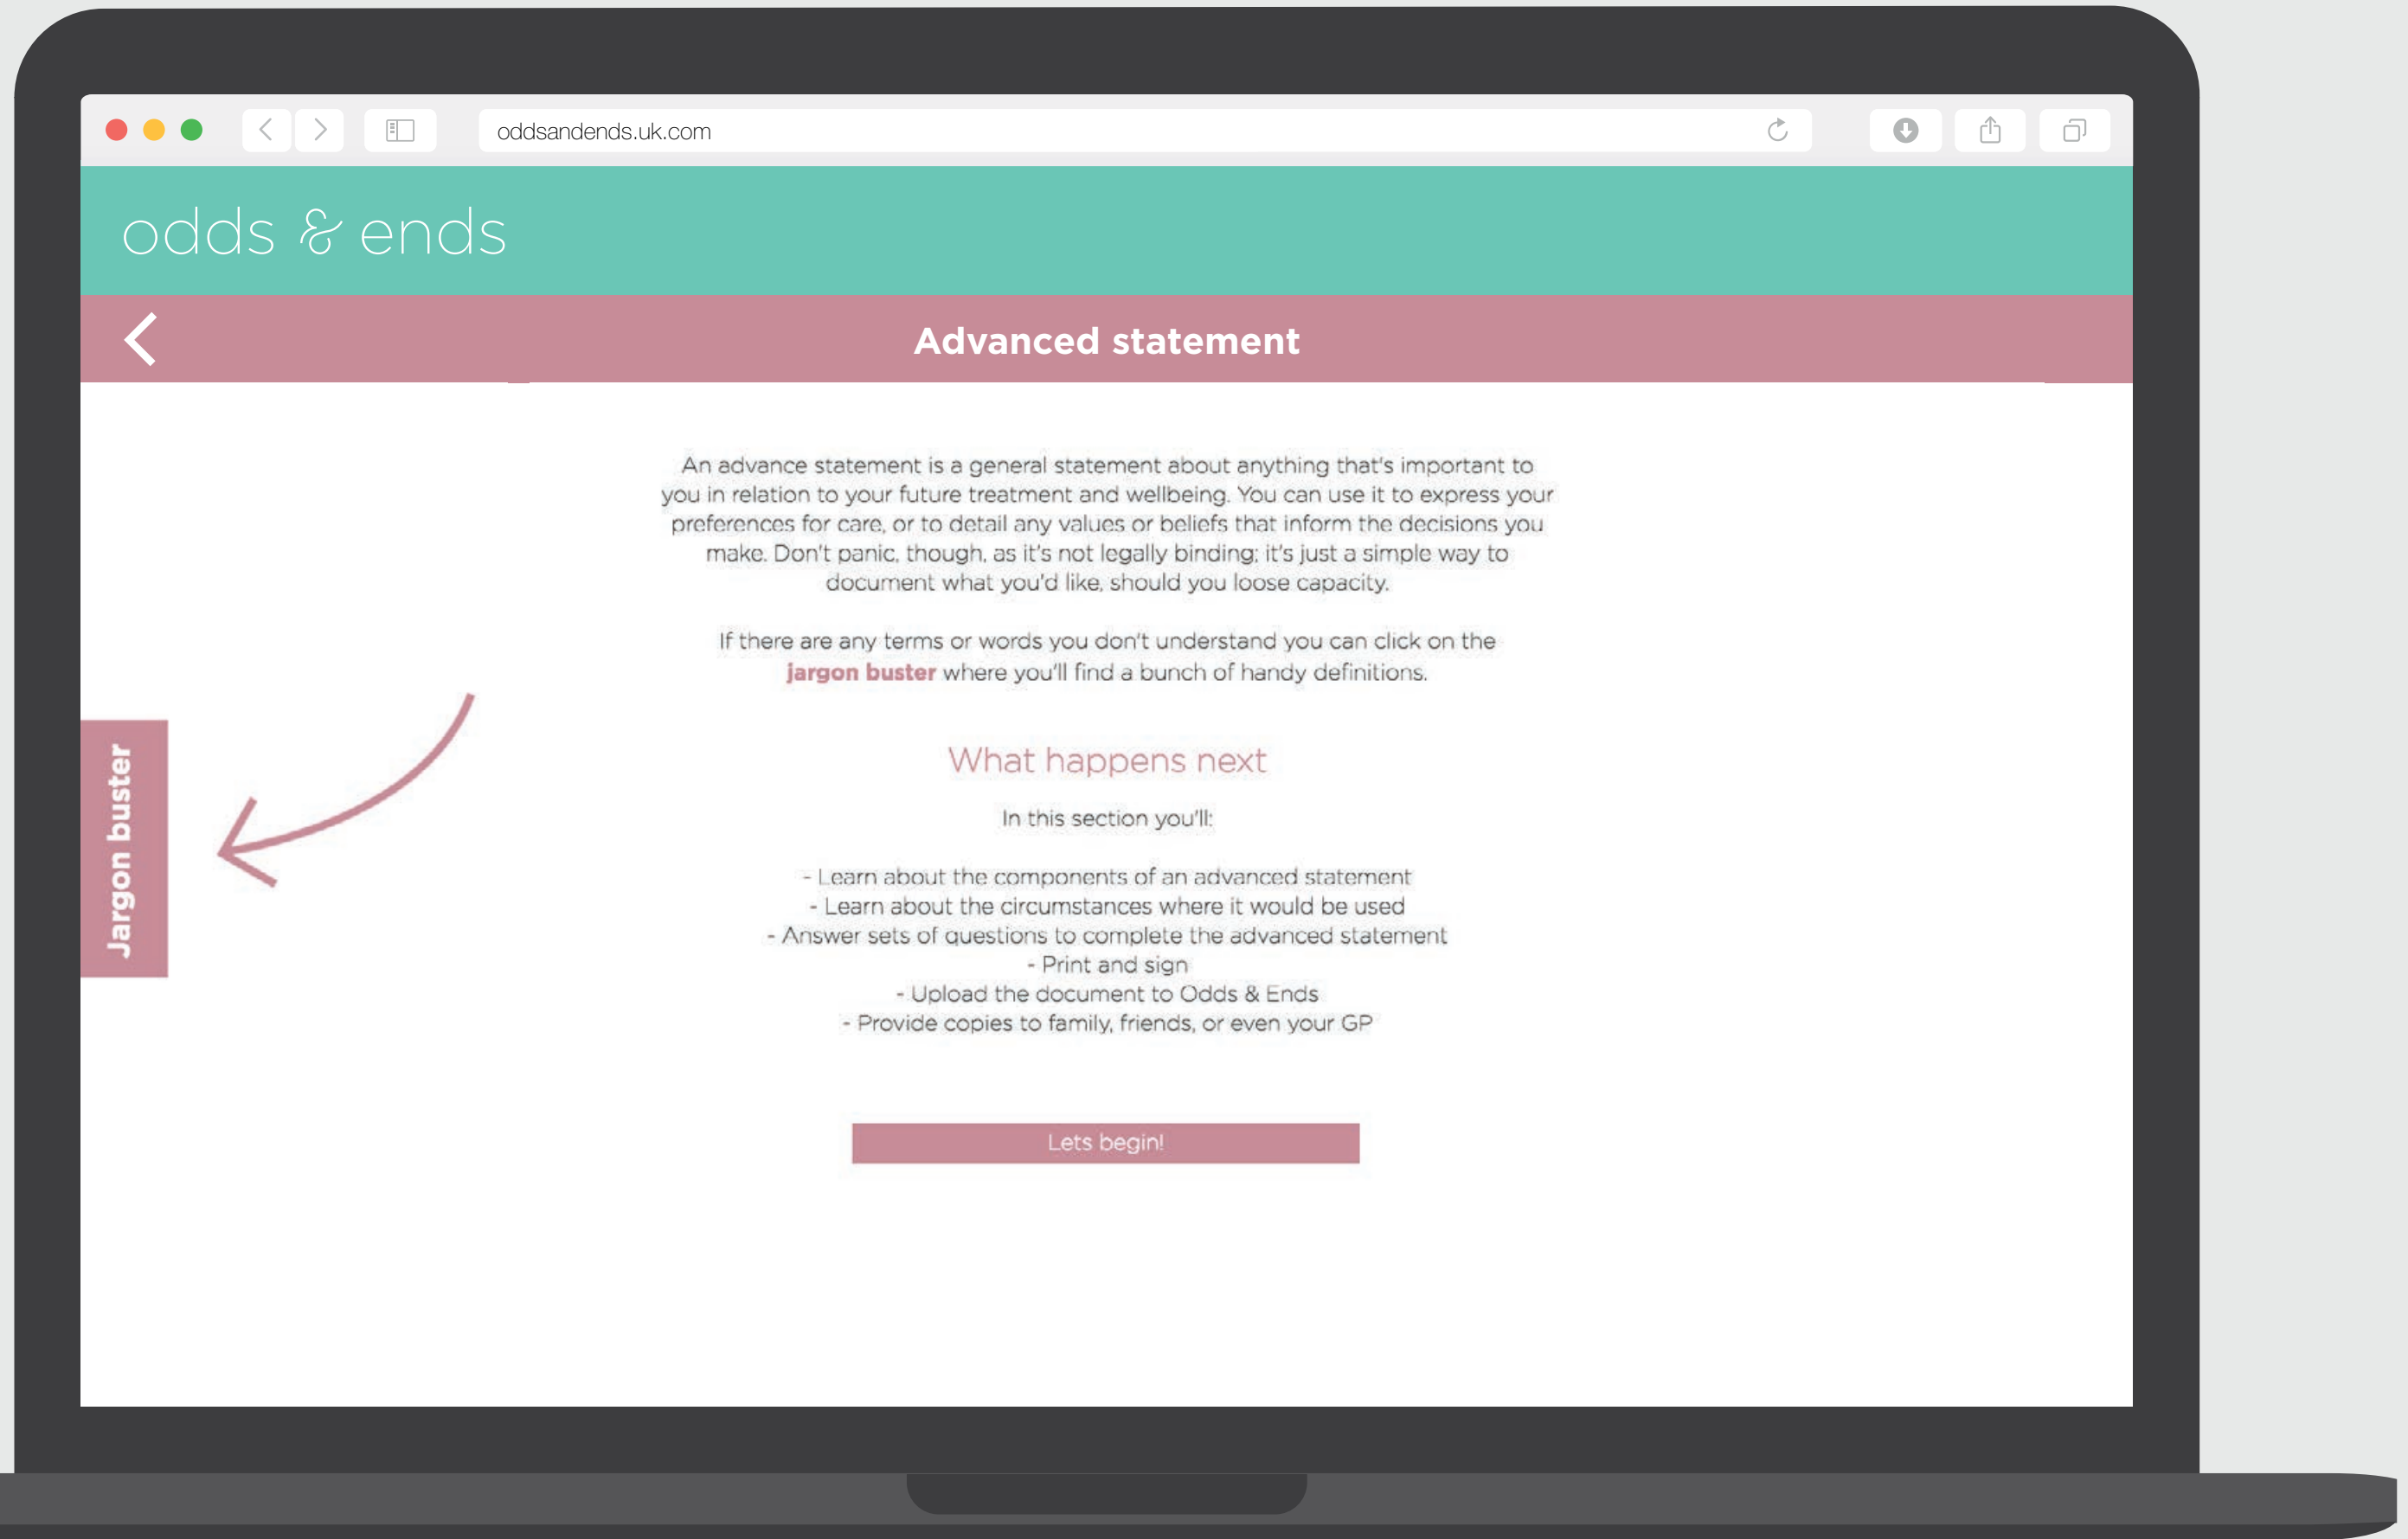 oddsandends.uk.com
odds & ends
Advanced statement
An advance statement is a general statement about anything that's important to
you in relation to your future treatment and wellbeing. You can use it to express your
preferences for care, or to detail any values or beliefs that inform the decisions you
make. Don't panic, though, as it's not legally binding; it's just a simple way to
document what you'd like, should you loose capacity.
If there are any terms or words you don't understand you can click on the
jargon buster where you'll find a bunch of handy definitions.
Jargon buster
What happens next
In this section you'll:
- Learn about the components of an advanced statement
- Learn about the circumstances where it would be used
- Answer sets of questions to complete the advanced statement
- Print and sign
- Upload the document to Odds & Ends
- Provide copies to family, friends, or even your GP
Lets begin!